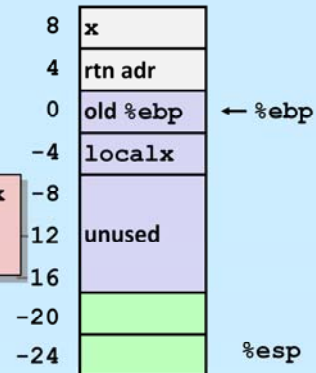 8 x
4 rtn adr
0 old %ebp ← %ebp
-4 localx
x -8
-12 unused
-16
-20
-24 %esp